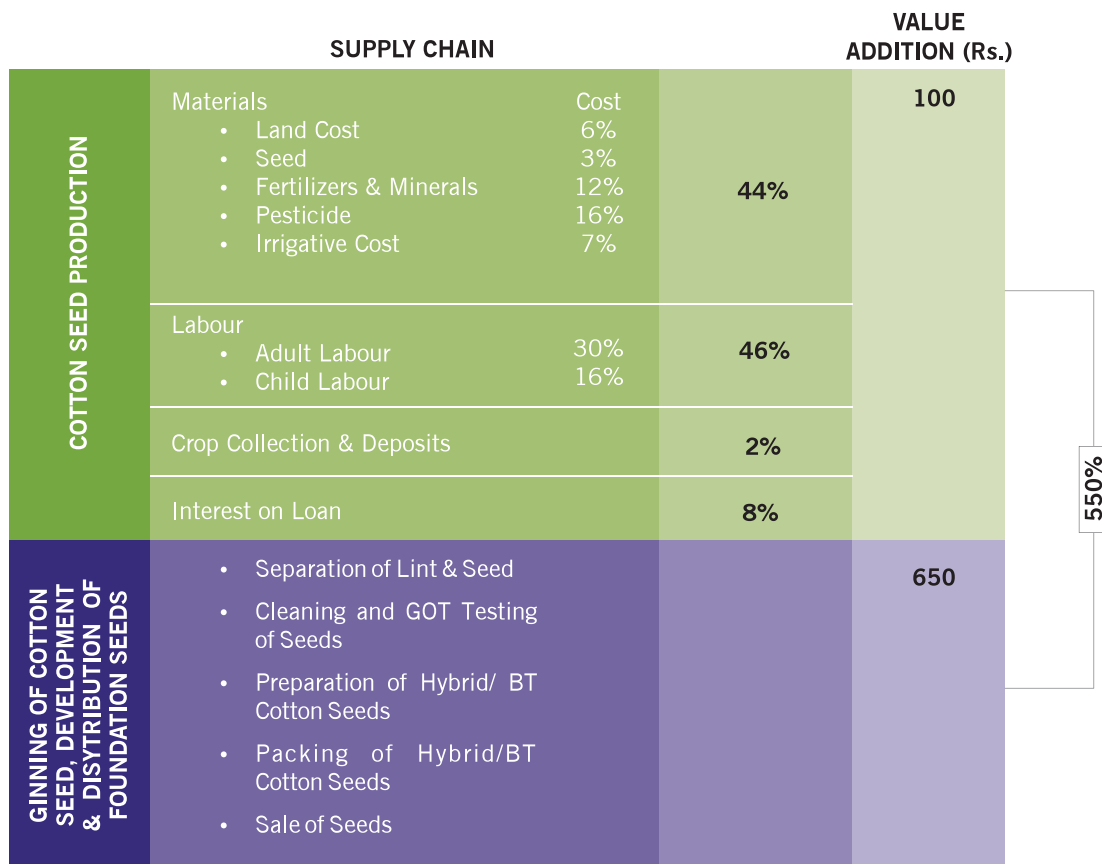 SUPPLY CHAIN
VALUE
ADDITION (Rs.)
COTTON SEED PRODUCTION
Materials Cost
• Land Cost 6%
• Seed 3%
• Fertilizers & Minerals 12%
• Pesticide 16%
• Irrigative Cost 7%
44%
100
Labour
• Adult Labour 30%
• Child Labour 16%
46%
Crop Collection & Deposits 2%
Interest on Loan 8%
550%
GINNING OF COTTON
SEED, DEVELOPMENT
& DISYTRIBUTION OF
FOUNDATION SEEDS
• Separation of Lint & Seed
• Cleaning and GOT Testing
of Seeds
• Preparation of Hybrid/ BT
Cotton Seeds
• Packing of Hybrid/BT
Cotton Seeds
• Sale of Seeds
650